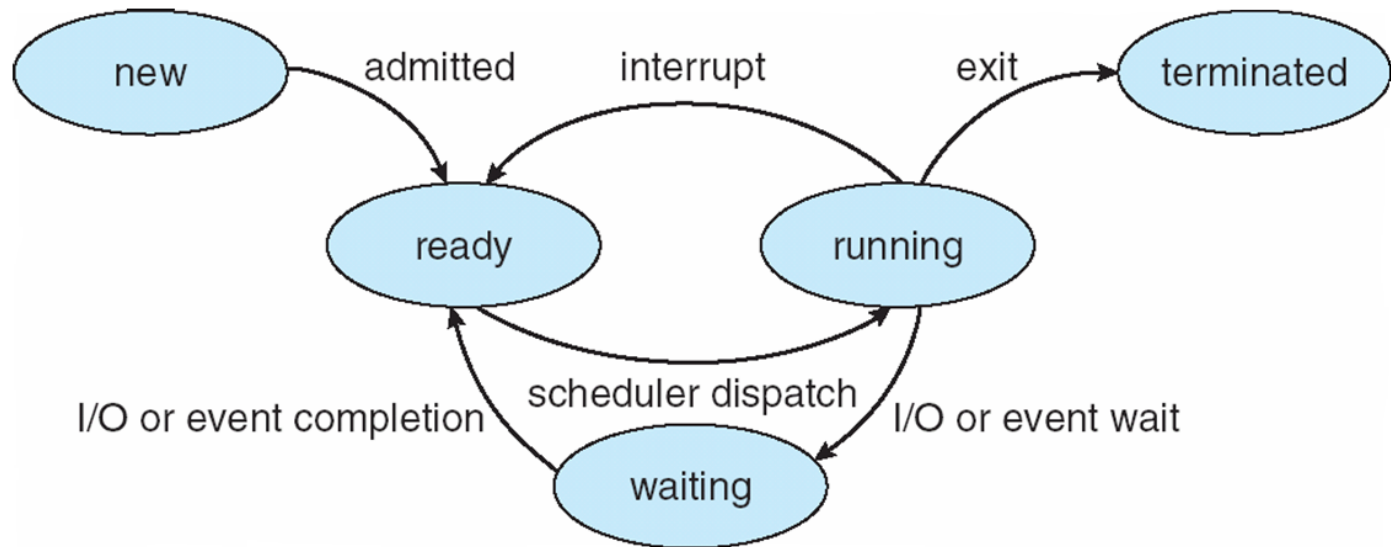 new
admitted
interrupt
exit
terminated
ready
running
scheduler dispatch
I/O or event completion
I/O or event wait
waiting